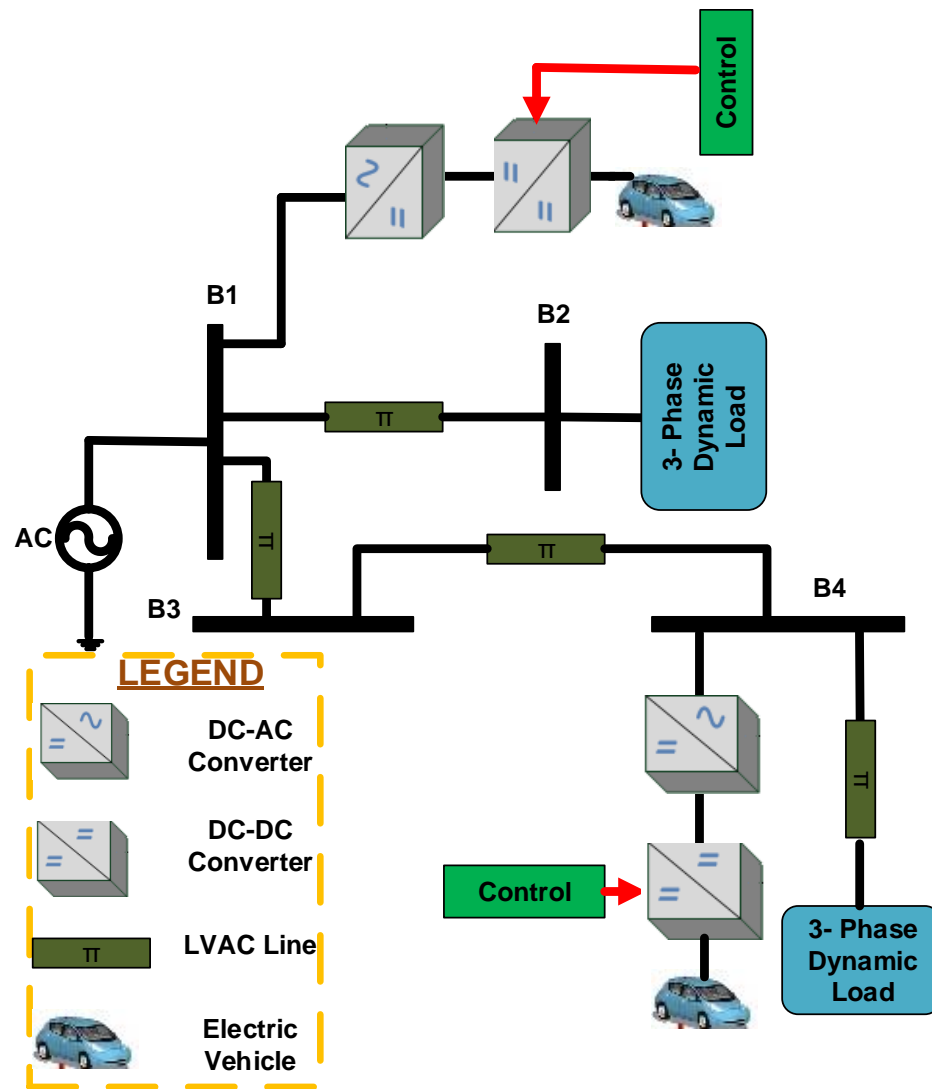 Control
B1
B2
3- Phase
Dynamic
Load
π
AC
π
π
B3
B4
LEGEND
DC-AC
Converter
π
DC-DC
Converter
Control
π
LVAC Line
3- Phase
Dynamic
Load
Electric
Vehicle